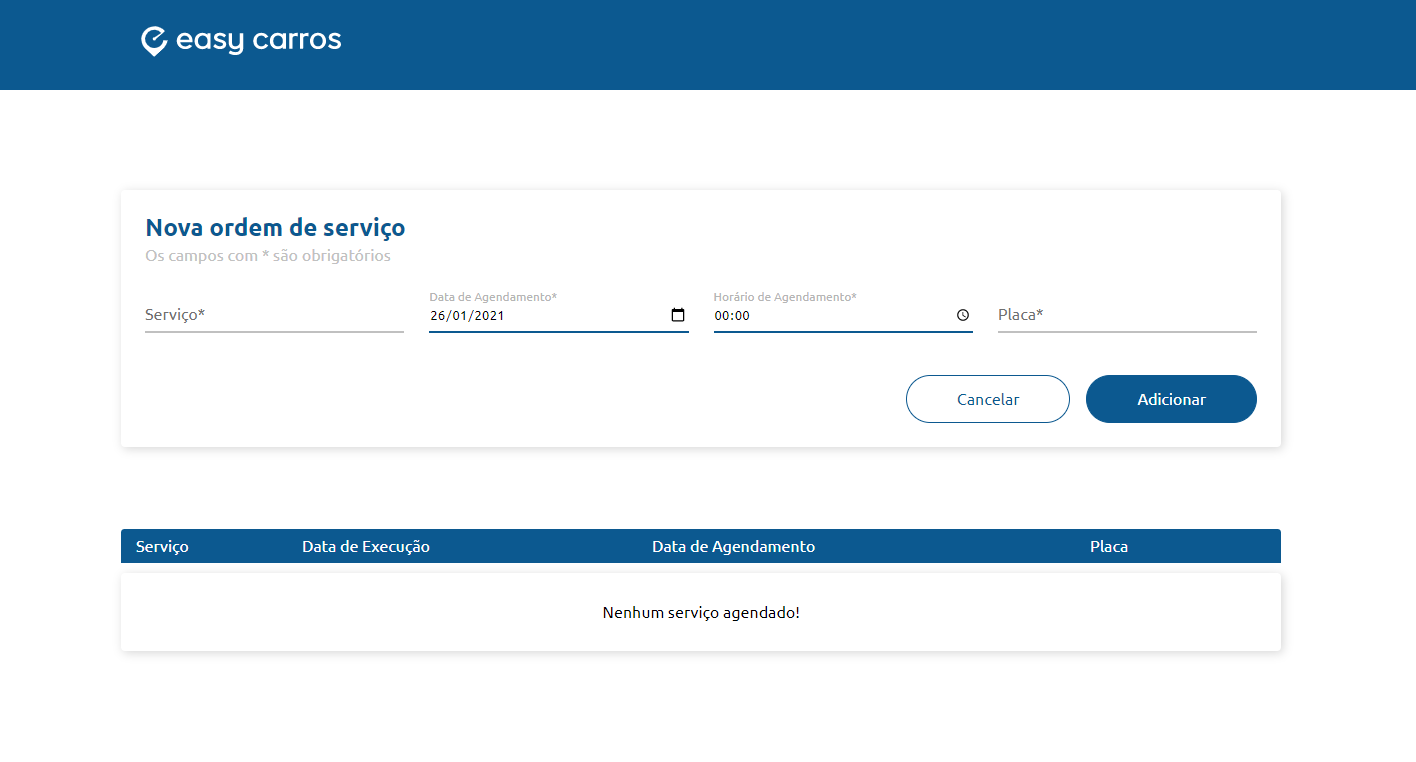 easy carros
Nova ordem de serviço
Os campos com * são obrigatórios
Serviço*
Data de Agendamento*
26/01/2021
Horário de Agendamento*
00:00
Placa*
Cancelar
Adicionar
Serviço Data de Execução Data de Agendamento Placa
Nenhum serviço agendado!